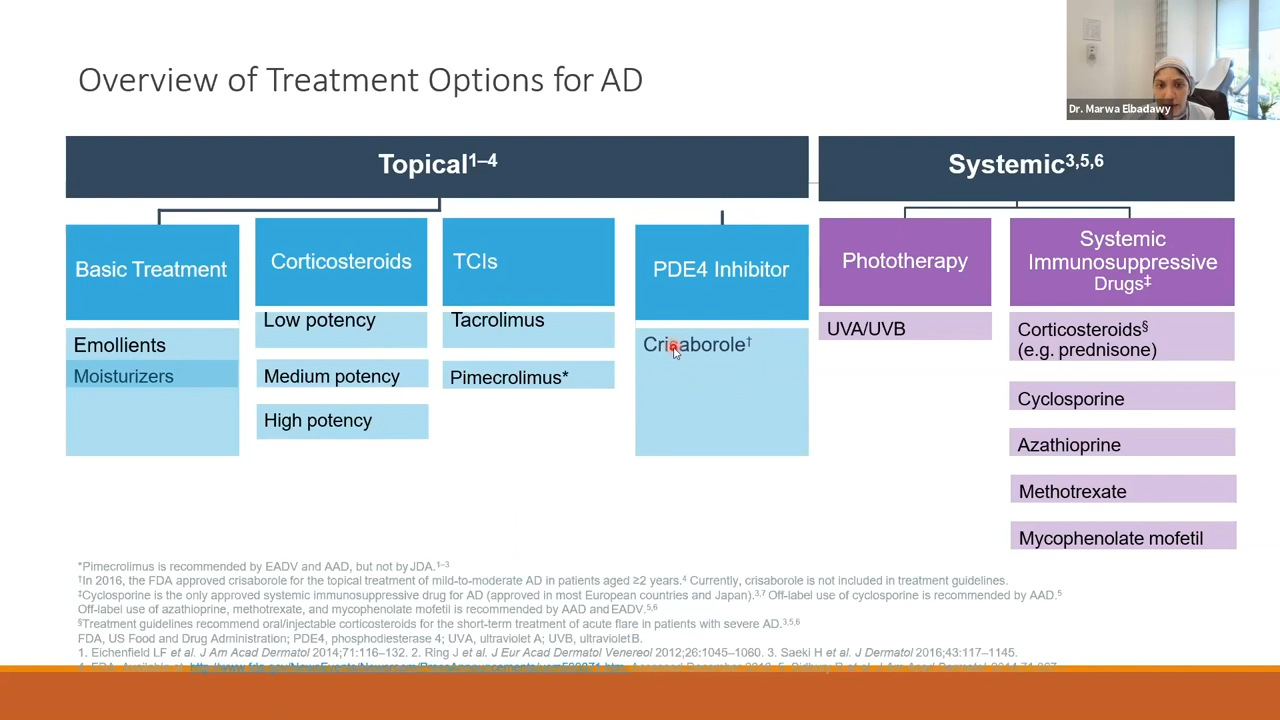 Overview of Treatment Options for AD
Dr. Marwa Elbadawy
Topical1–4
Systemic3,5,6
Basic Treatment
Corticosteroids
TCIs
PDE4 Inhibitor
Phototherapy
Systemic
Immunosuppressive
Drugs‡
Emollients
Moisturizers
Low potency
Medium potency
High potency
Tacrolimus
Pimecrolimus*
Crisaborole†
UVA/UVB
Corticosteroids§
(e.g. prednisone)
Cyclosporine
Azathioprine
Methotrexate
Mycophenolate mofetil
*Pimecrolimus is recommended by EADV and AAD, but not by JDA.1–3
†In 2016, the FDA approved crisaborole for the topical treatment of mild-to-moderate AD in patients aged ≥2 years.4 Currently, crisaborole is not included in treatment guidelines.
‡Cyclosporine is the only approved systemic immunosuppressive drug for AD (approved in most European countries and Japan).3,7 Off-label use of cyclosporine is recommended by AAD.5
Off-label use of azathioprine, methotrexate, and mycophenolate mofetil is recommended by AAD and EADV.5,6
§Treatment guidelines recommend oral/injectable corticosteroids for the short-term treatment of acute flare in patients with severe AD.3,5,6
FDA, US Food and Drug Administration; PDE4, phosphodiesterase 4; UVA, ultraviolet A; UVB, ultraviolet B.
1. Eichenfield LF et al. J Am Acad Dermatol 2014;71:116–132. 2. Ring J et al. J Eur Acad Dermatol Venereol 2012;26:1045–1060. 3. Saeki H et al. J Dermatol 2016;43:117–1145.